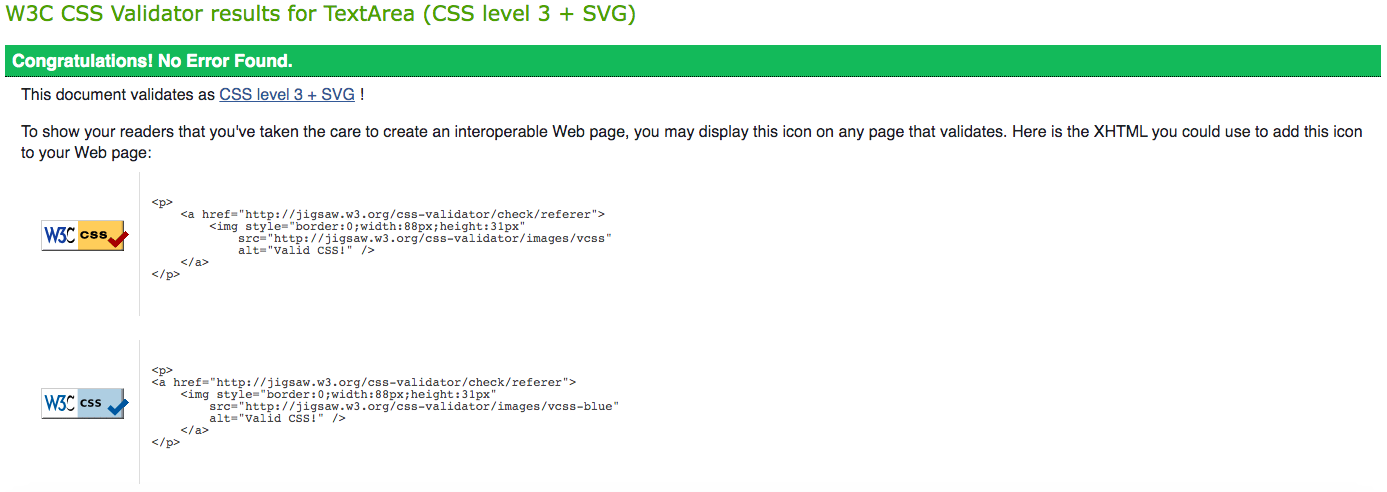 W3C CSS Validator results for TextArea (CSS level 3 + SVG)
Congratulations! No Error Found.
This document validates as CSS level 3 + SVG !
To show your readers that you've taken the care to create an interoperable Web page, you may display this icon on any page that validates. Here is the XHTML you could use to add this icon
to your Web page:
W3C css
<p>
    <a href="http://jigsaw.w3.org/css-validator/check/referer">
        <img style="border:0;width:88px;height:31px"
            src="http://jigsaw.w3.org/css-validator/images/vcss"
            alt="Valid CSS!" />
    </a>
</p>
W3C css
<p>
<a href="http://jigsaw.w3.org/css-validator/check/referer">
    <img style="border:0;width:88px;height:31px"
        src="http://jigsaw.w3.org/css-validator/images/vcss-blue"
        alt="Valid CSS!" />
    </a>
</p>